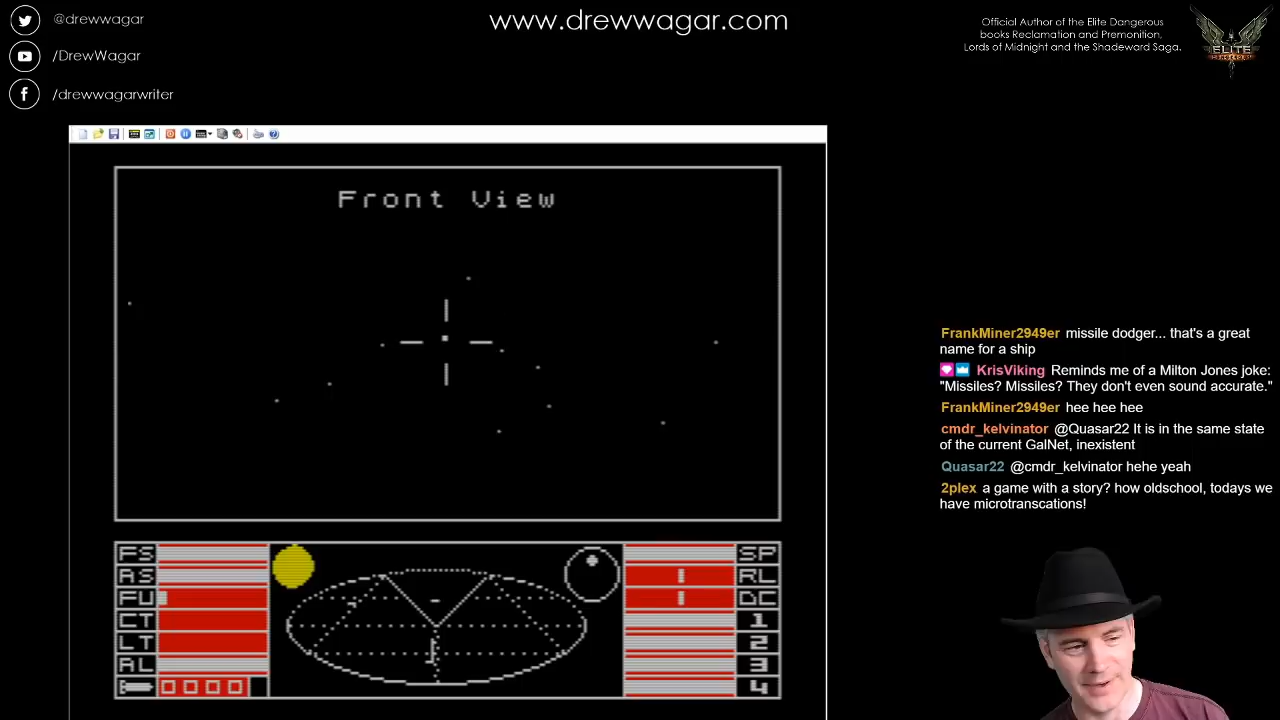 @drewwagar
/DrewWagar
/drewwagarwriter
www.drewwagar.com
Official Author of the Elite Dangerous
books Reclamation and Premonition,
Lords of Midnight and the Shadeward Saga.
ELITE
Front View
FS
AS
FU
CT
LT
AL
SP
RL
DC
1
2
3
4
FrankMiner2949er missile dodger... that's a great
name for a ship
KrisViking Reminds me of a Milton Jones joke:
"Missiles? Missiles? They don't even sound accurate."
FrankMiner2949er hee hee hee
cmdr_kelvinator @Quasar22 It is in the same state
of the current GalNet, inexistent
Quasar22 @cmdr_kelvinator hehe yeah
2plex a game with a story? how oldschool, todays we
have microtranscations!